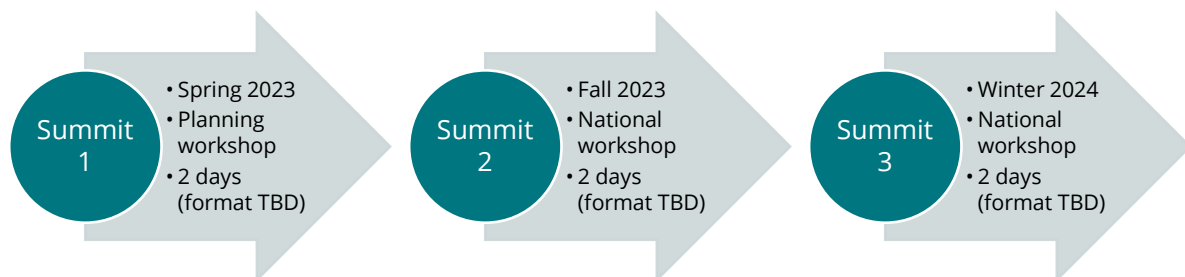 Summit
1
• Spring 2023
• Planning
workshop
• 2 days
(format TBD)
Summit
2
• Fall 2023
• National
workshop
• 2 days
(format TBD)
Summit
3
• Winter 2024
• National
workshop
• 2 days
(format TBD)